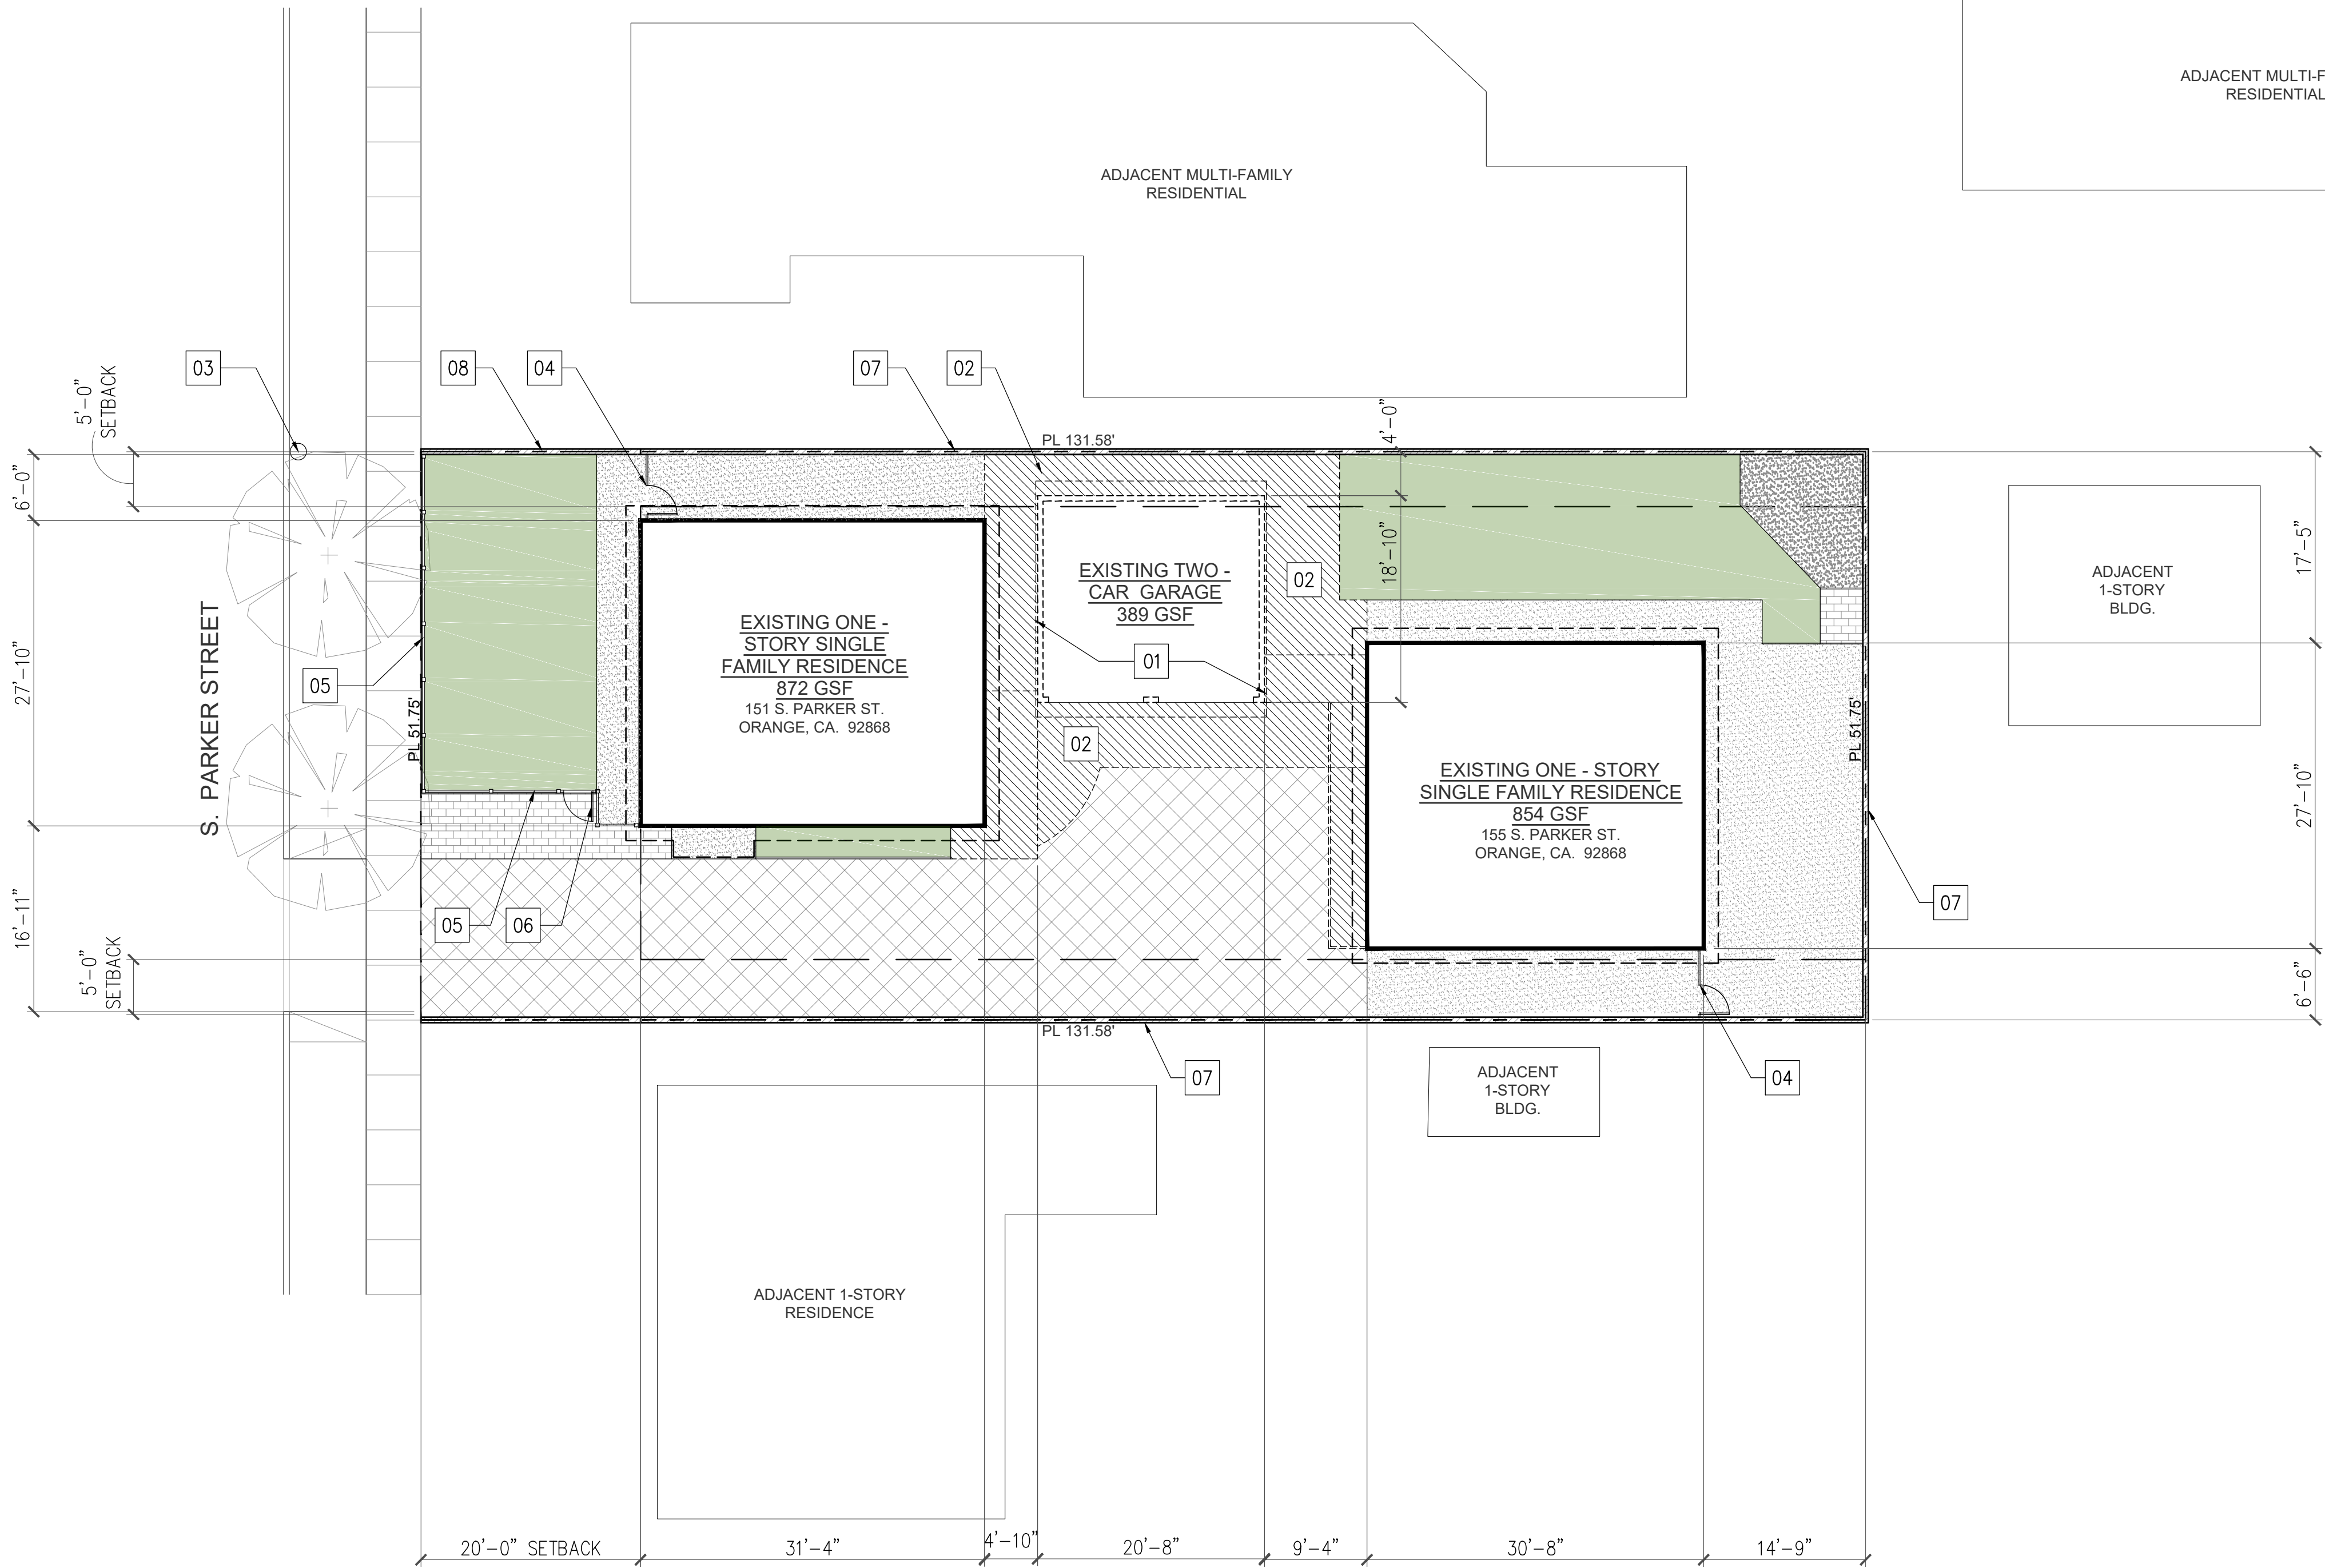 ADJACENT MULTI-F
RESIDENTIAL
ADJACENT MULTI-FAMILY
RESIDENTIAL
03
08
04
07
02
5'-0"
SETBACK
4'-0"
PL 131.58'
6'-0"
17'-5"
18'-10"
EXISTING TWO -
CAR GARAGE
389 GSF
02
ADJACENT
1-STORY
BLDG.
EXISTING ONE -
STORY SINGLE
FAMILY RESIDENCE
872 GSF
151 S. PARKER ST.
ORANGE, CA. 92868
01
S. PARKER STREET
27'-10"
05
PL 51.75'
02
PL 51.75'
EXISTING ONE - STORY
SINGLE FAMILY RESIDENCE
854 GSF
155 S. PARKER ST.
ORANGE, CA. 92868
27'-10"
16'-11"
05
06
07
5'-0"
SETBACK
6'-6"
PL 131.58'
07
ADJACENT
1-STORY
BLDG.
04
ADJACENT 1-STORY
RESIDENCE
20'-0" SETBACK
31'-4"
4'-10"
20'-8"
9'-4"
30'-8"
14'-9"